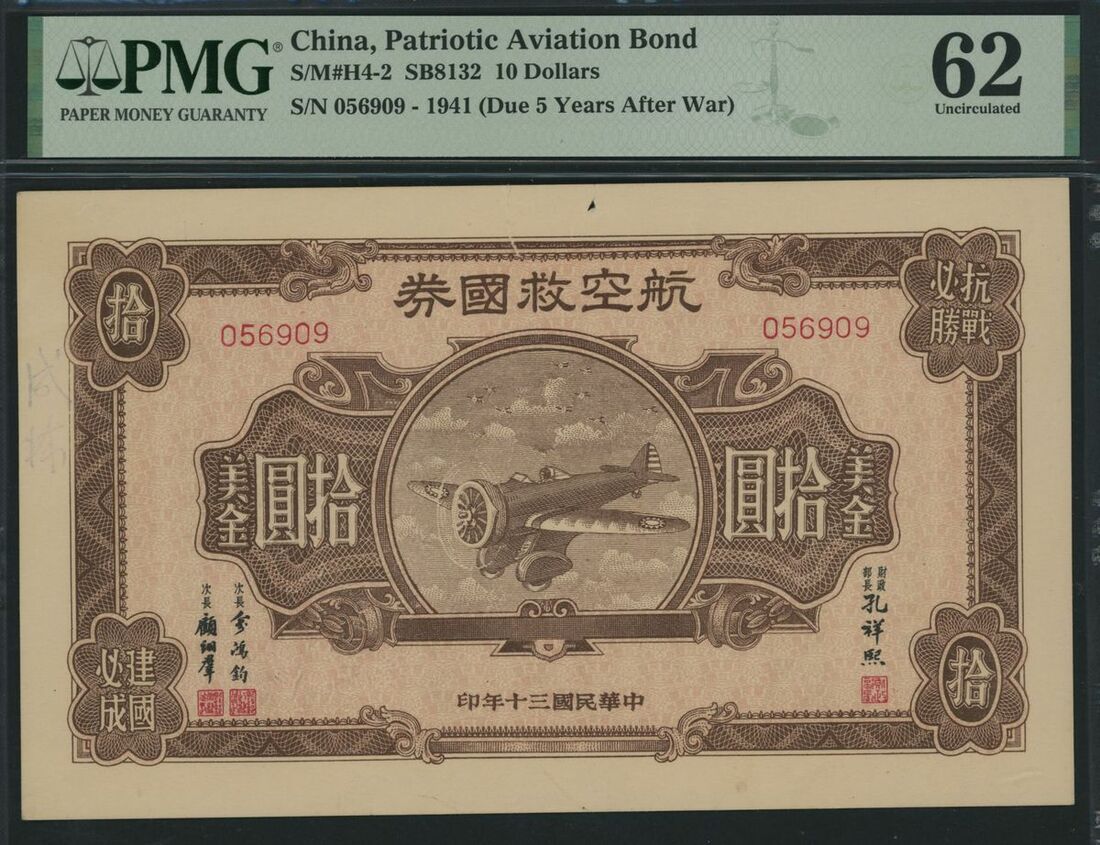 PMG®
PAPER MONEY GUARANTY
China, Patriotic Aviation Bond
S/M#H4-2 SB8132 10 Dollars
S/N 056909 - 1941 (Due 5 Years After War)
62
Uncirculated
拾
抗戰
必勝
航空救國券
056909
056909
美金
拾圓
拾圓
美金
財政部長
孔祥熙
次長
俞鴻鈞
次長
顧翊羣
建國
必成
拾
中華民國三十年印